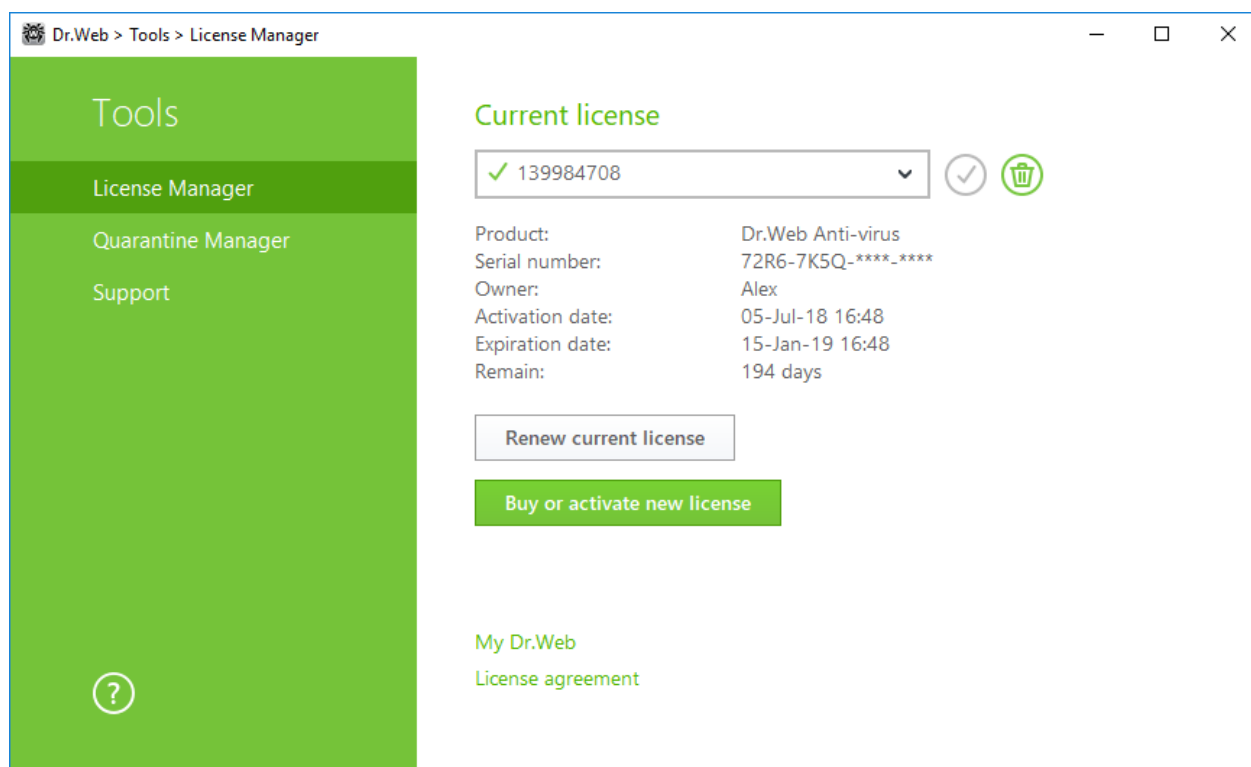 Dr.Web > Tools > License Manager
Tools
License Manager
Quarantine Manager
Support
?
Current license
139984708
Product: Dr.Web Anti-virus
Serial number: 72R6-7K5Q-****-****
Owner: Alex
Activation date: 05-Jul-18 16:48
Expiration date: 15-Jan-19 16:48
Remain: 194 days
Renew current license
Buy or activate new license
My Dr.Web
License agreement